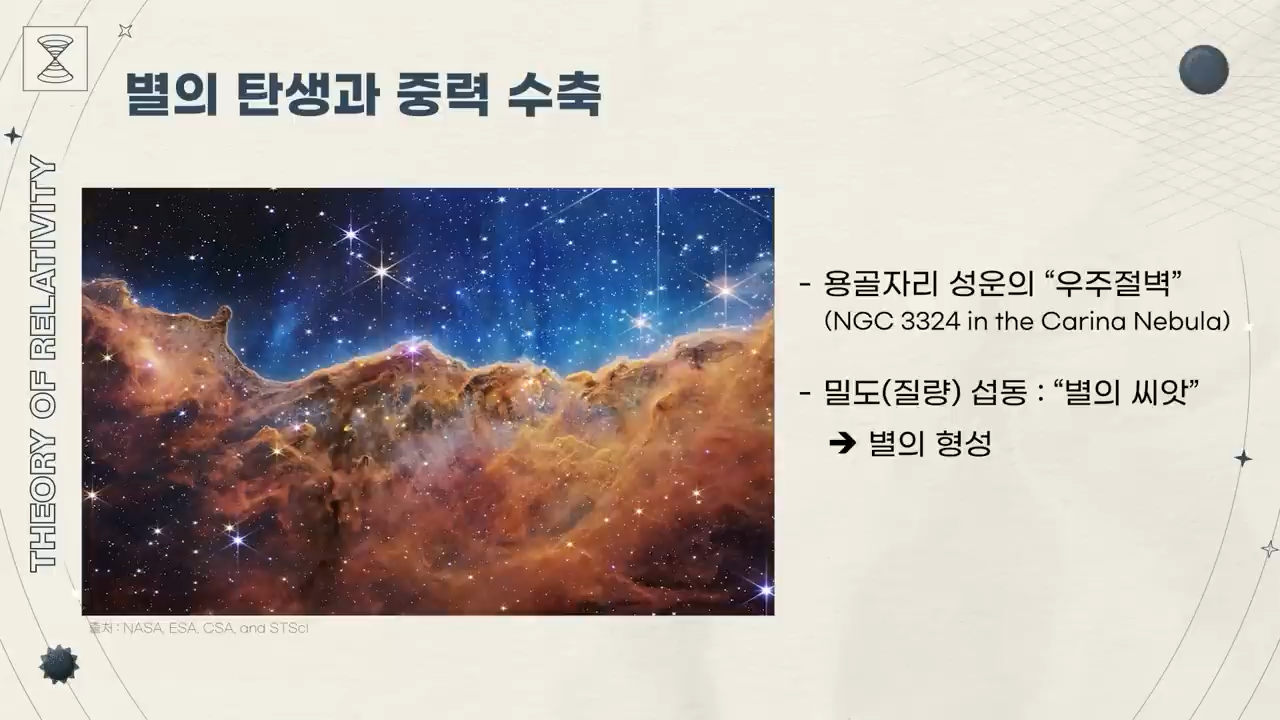 별의 탄생과 중력 수축
THEORY OF RELATIVITY
- 용골자리 성운의 “우주절벽”
(NGC 3324 in the Carina Nebula)
- 밀도(질량) 섭동 : “별의 씨앗”
➔ 별의 형성
출처 : NASA, ESA, CSA, and STScI